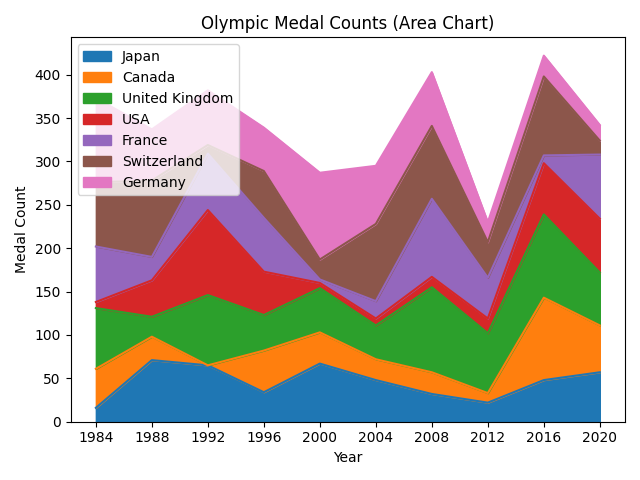 Olympic Medal Counts (Area Chart)
Japan
Canada
United Kingdom
USA
France
Switzerland
Germany
400
350
300
250
200
150
100
50
0
Medal Count
1984 1988 1992 1996 2000 2004 2008 2012 2016 2020
Year